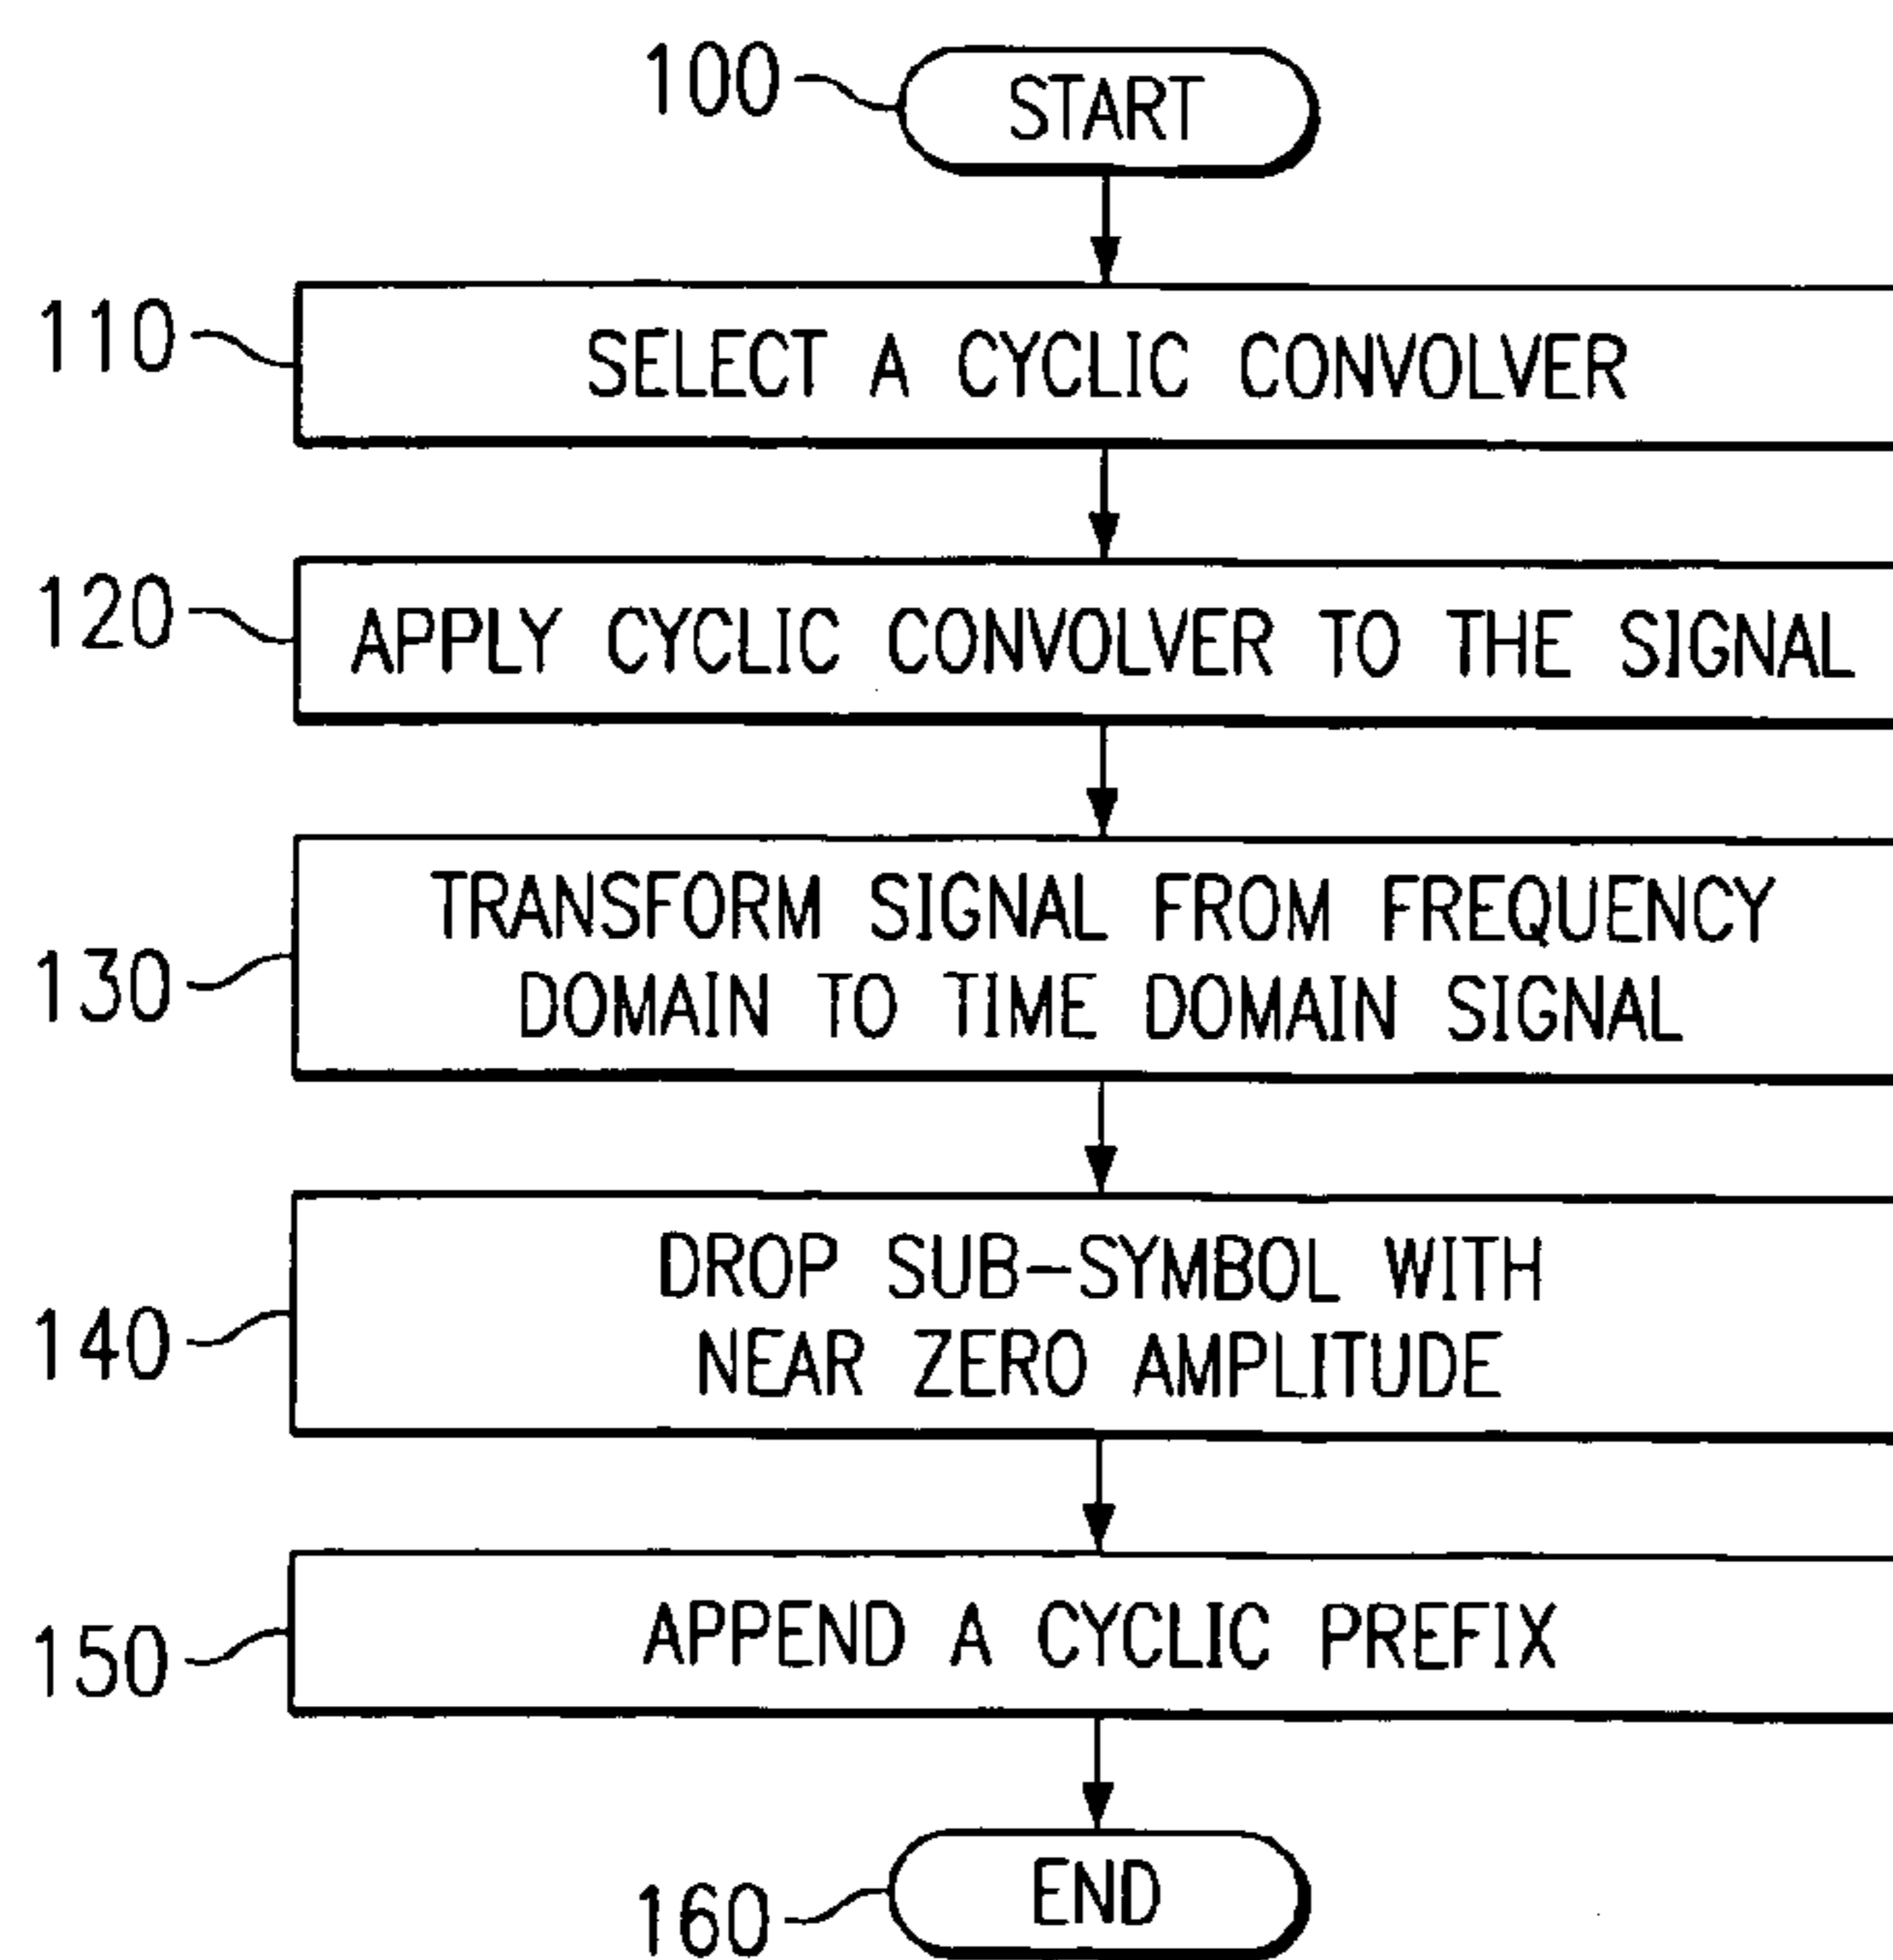 100
START
110
SELECT A CYCLIC CONVOLVER
120
APPLY CYCLIC CONVOLVER TO THE SIGNAL
130
TRANSFORM SIGNAL FROM FREQUENCY
DOMAIN TO TIME DOMAIN SIGNAL
140
DROP SUB-SYMBOL WITH
NEAR ZERO AMPLITUDE
150
APPEND A CYCLIC PREFIX
160
END